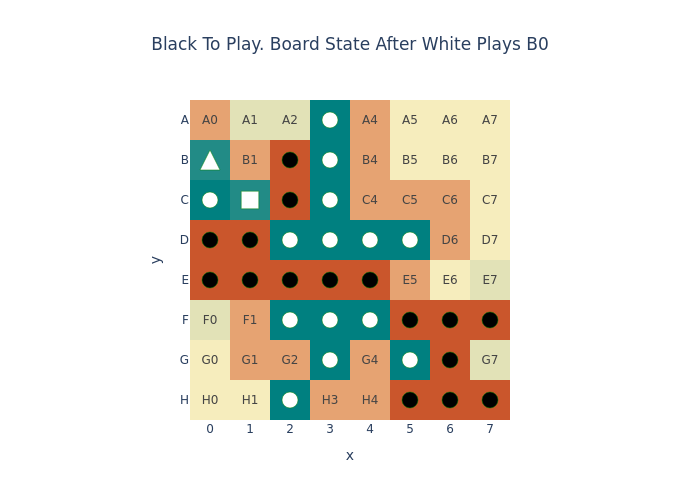 Black To Play. Board State After White Plays B0
A A0 A1 A2 A4 A5 A6 A7
B B1 B4 B5 B6 B7
C C4 C5 C6 C7
D D6 D7
E E5 E6 E7
F F0 F1
G G0 G1 G2 G4 G7
H H0 H1 H3 H4
0 1 2 3 4 5 6 7
x
y